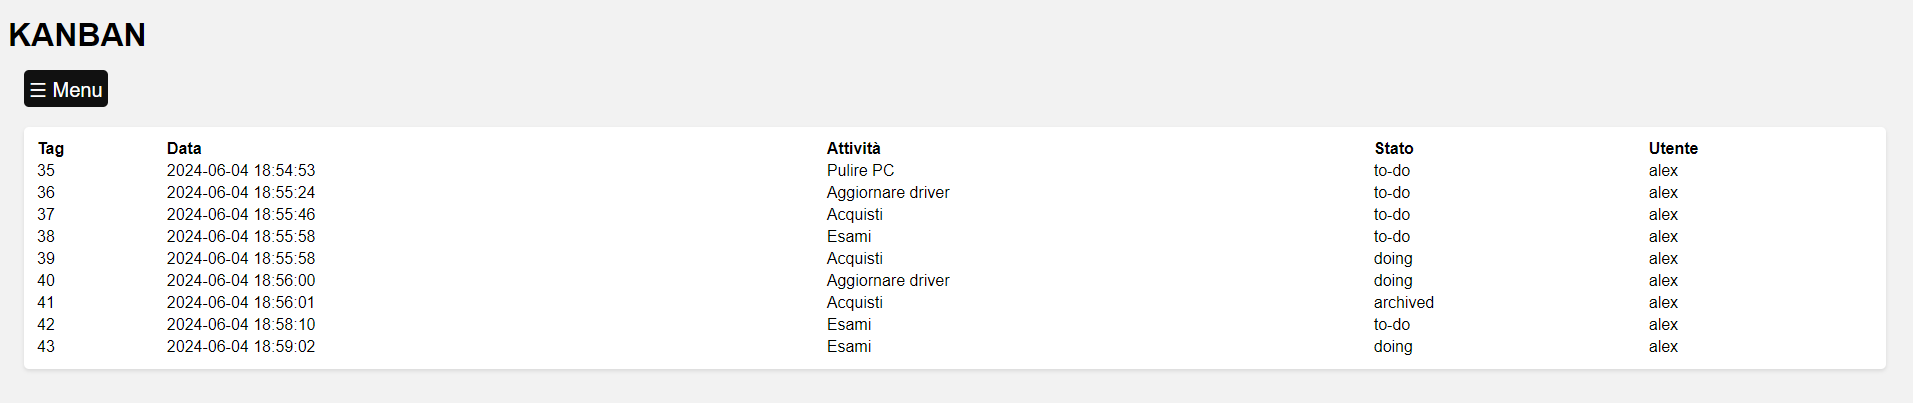 KANBAN
☰ Menu
Tag Data Attività Stato Utente
35 2024-06-04 18:54:53 Pulire PC to-do alex
36 2024-06-04 18:55:24 Aggiornare driver to-do alex
37 2024-06-04 18:55:46 Acquisti to-do alex
38 2024-06-04 18:55:58 Esami to-do alex
39 2024-06-04 18:55:58 Acquisti doing alex
40 2024-06-04 18:56:00 Aggiornare driver doing alex
41 2024-06-04 18:56:01 Acquisti archived alex
42 2024-06-04 18:58:10 Esami to-do alex
43 2024-06-04 18:59:02 Esami doing alex